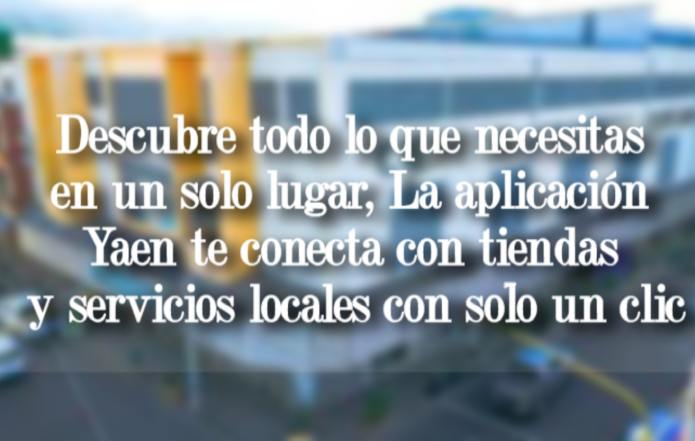 Descubre todo lo que necesitas
en un solo lugar, La aplicación
Yaen te conecta con tiendas
y servicios locales con solo un clic